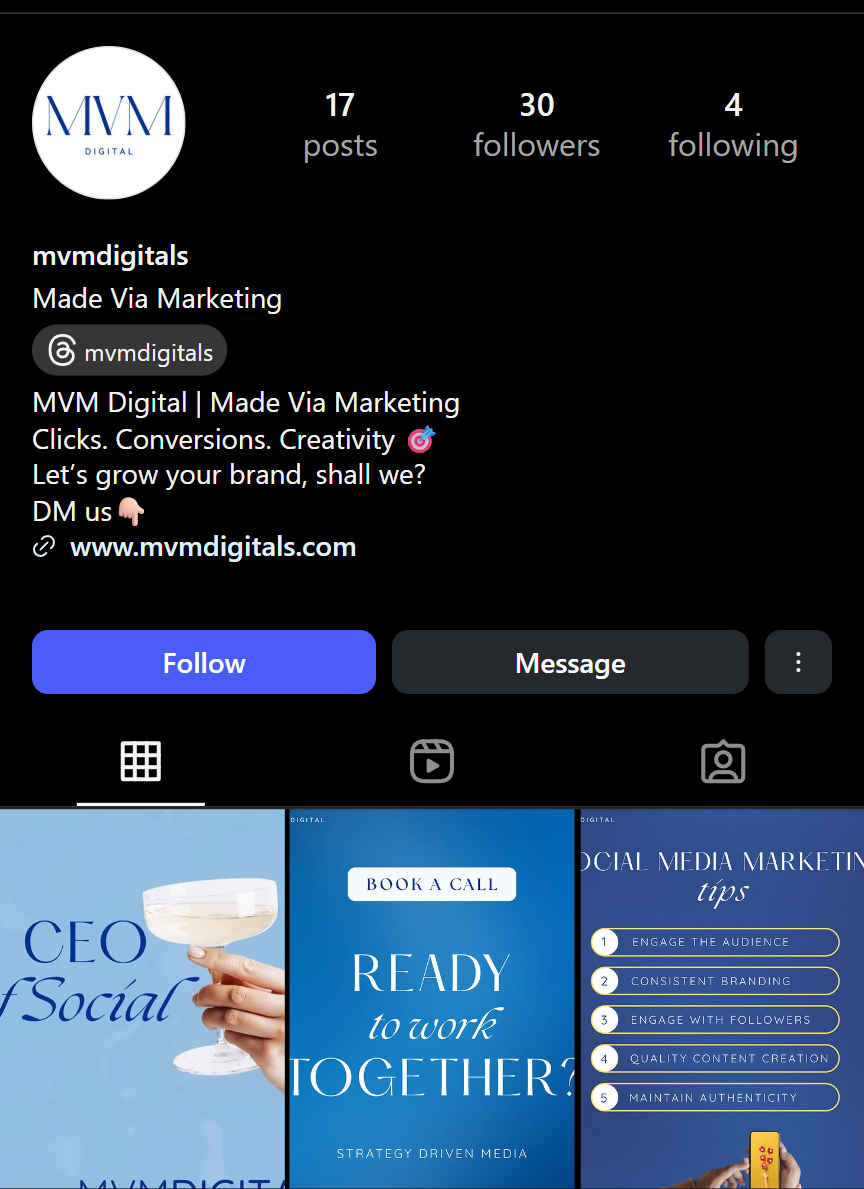 MVM
DIGITAL
17
posts
30
followers
4
following
mvmdigitals
Made Via Marketing
mvmdigitals
MVM Digital | Made Via Marketing
Clicks. Conversions. Creativity 🎯
Let’s grow your brand, shall we?
DM us👇🏼
www.mvmdigitals.com
Follow
Message
CEO
f Social
MVMDIGITA
DIGITAL
BOOK A CALL
READY
to work
TOGETHER?
STRATEGY DRIVEN MEDIA
DIGITAL
OCIAL MEDIA MARKETIN
tips
1 ENGAGE THE AUDIENCE
2 CONSISTENT BRANDING
3 ENGAGE WITH FOLLOWERS
4 QUALITY CONTENT CREATION
5 MAINTAIN AUTHENTICITY